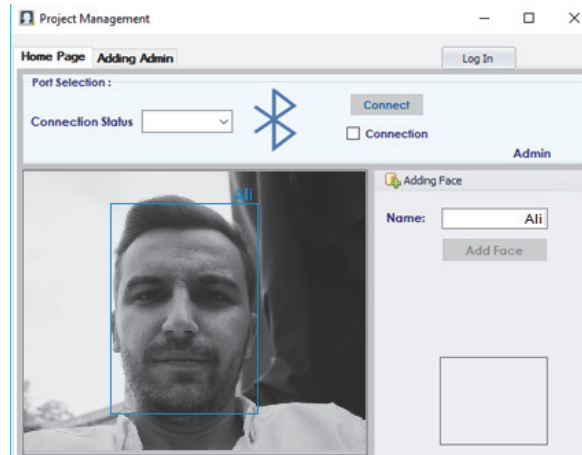 Project Management
Home Page Adding Admin Log In
Port Selection :
Connection Status
Connect
Connection
Admin
Ali
Adding Face
Name: Ali
Add Face